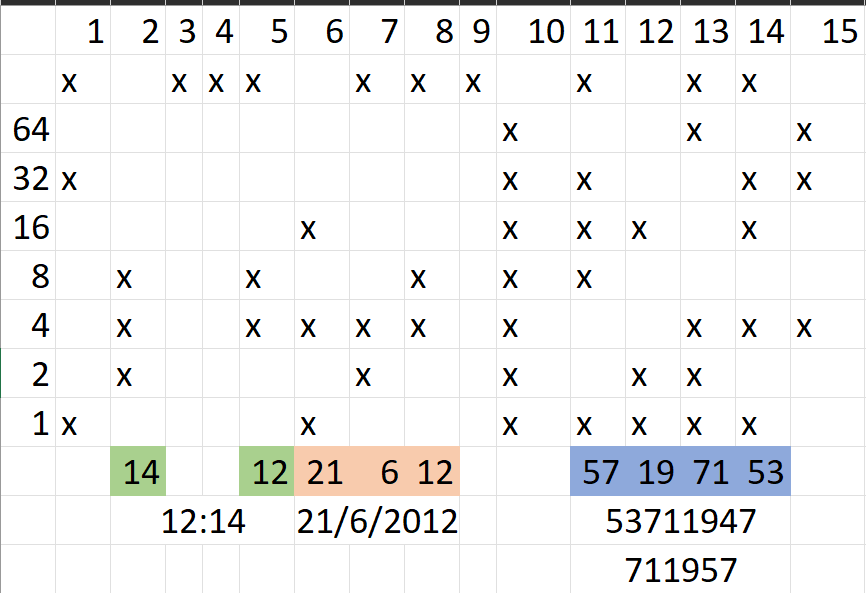 1 2 3 4 5 6 7 8 9 10 11 12 13 14 15
x x x x x x x x x x
64 x x x
32 x x x x x
16 x x x x x
8 x x x x x
4 x x x x x x x x x
2 x x x x x
1 x x x x x x x
14 12 21 6 12 57 19 71 53
12:14 21/6/2012 53711947
711957